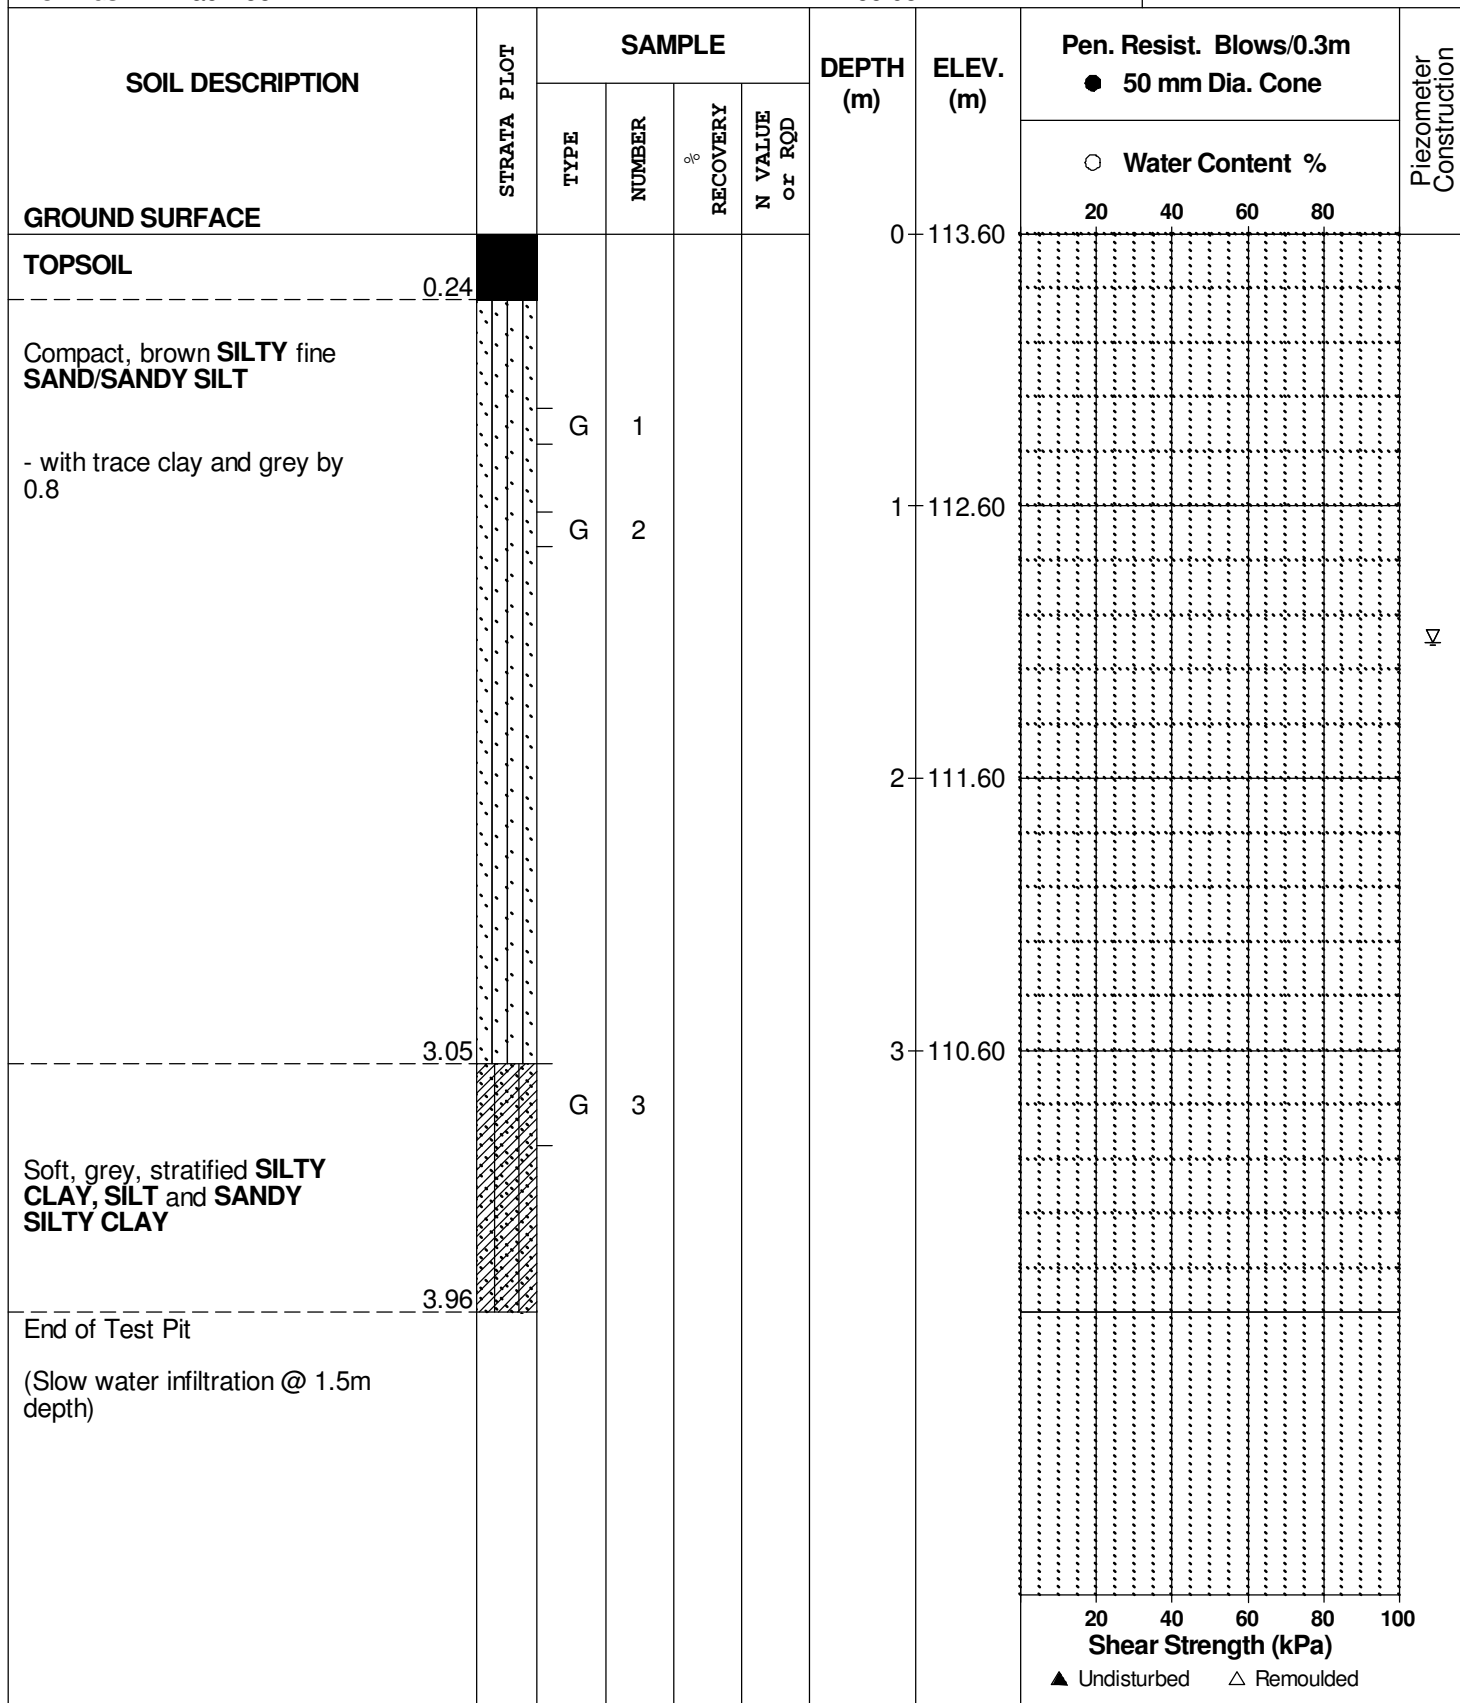 SOIL DESCRIPTION
GROUND SURFACE
STRATA PLOT
SAMPLE
TYPE
NUMBER
%
RECOVERY
N VALUE
or RQD
DEPTH
(m)
ELEV.
(m)
Pen. Resist. Blows/0.3m
● 50 mm Dia. Cone
○ Water Content %
20 40 60 80
Piezometer
Construction
0 113.60
TOPSOIL
0.24
Compact, brown SILTY fine
SAND/SANDY SILT
G 1
- with trace clay and grey by
0.8
1 112.60
G 2
2 111.60
3 110.60
3.05
G 3
Soft, grey, stratified SILTY
CLAY, SILT and SANDY
SILTY CLAY
3.96
End of Test Pit
(Slow water infiltration @ 1.5m
depth)
20 40 60 80 100
Shear Strength (kPa)
▲ Undisturbed △ Remoulded